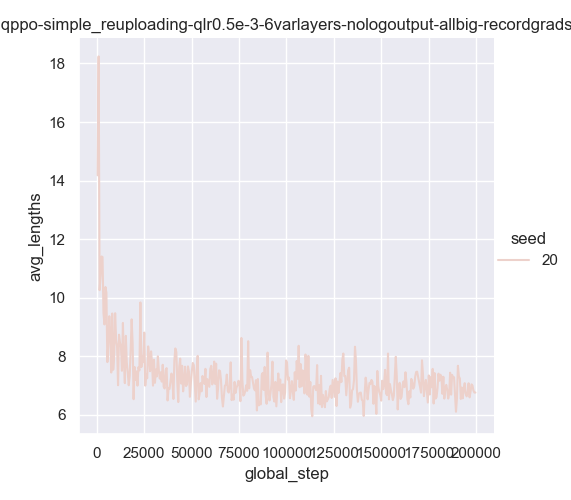 qppo-simple_reuploading-qlr0.5e-3-6varlayers-nologoutput-allbig-recordgrads
18
16
14
12
10
8
6
avg_lengths
0 25000 50000 75000 100000 125000 150000 175000 200000
global_step
seed
20